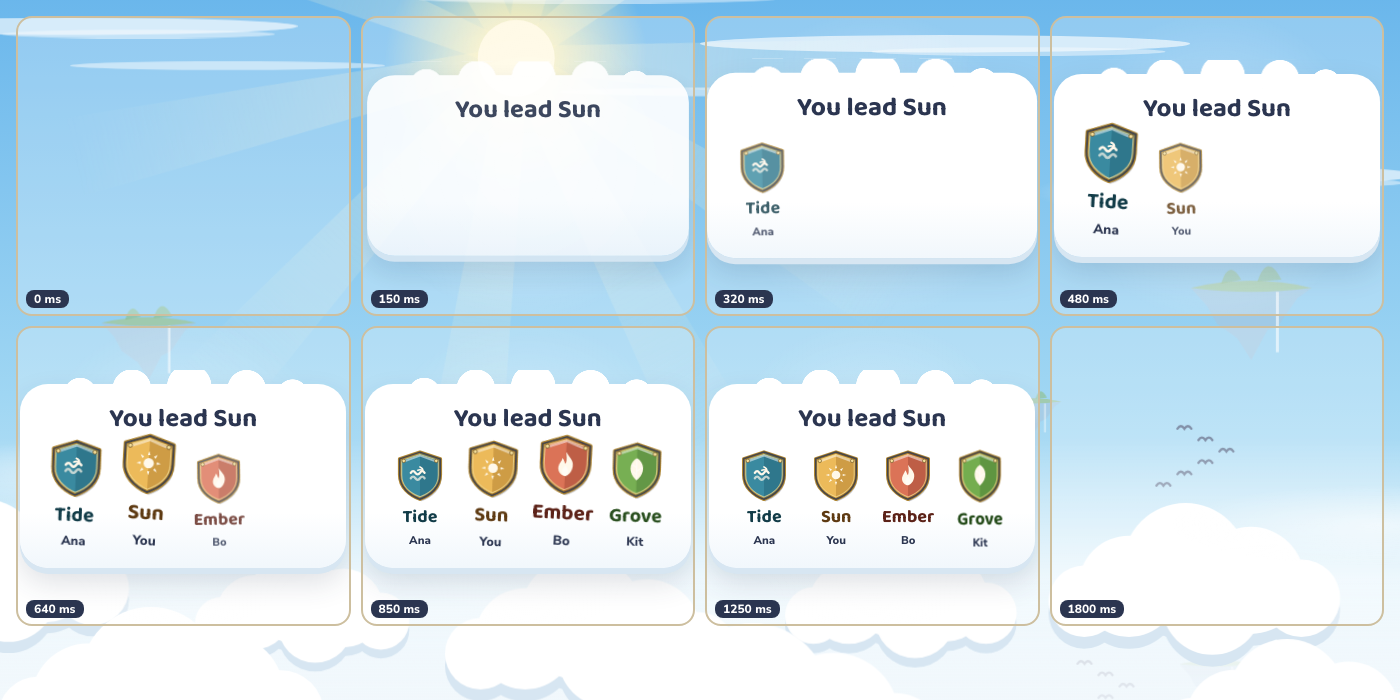 0 ms
You lead Sun
150 ms
You lead Sun
Tide
Ana
320 ms
You lead Sun
Tide Sun
Ana You
480 ms
You lead Sun
Tide Sun Ember
Ana You Bo
640 ms
You lead Sun
Tide Sun Ember Grove
Ana You Bo Kit
850 ms
You lead Sun
Tide Sun Ember Grove
Ana You Bo Kit
1250 ms
1800 ms